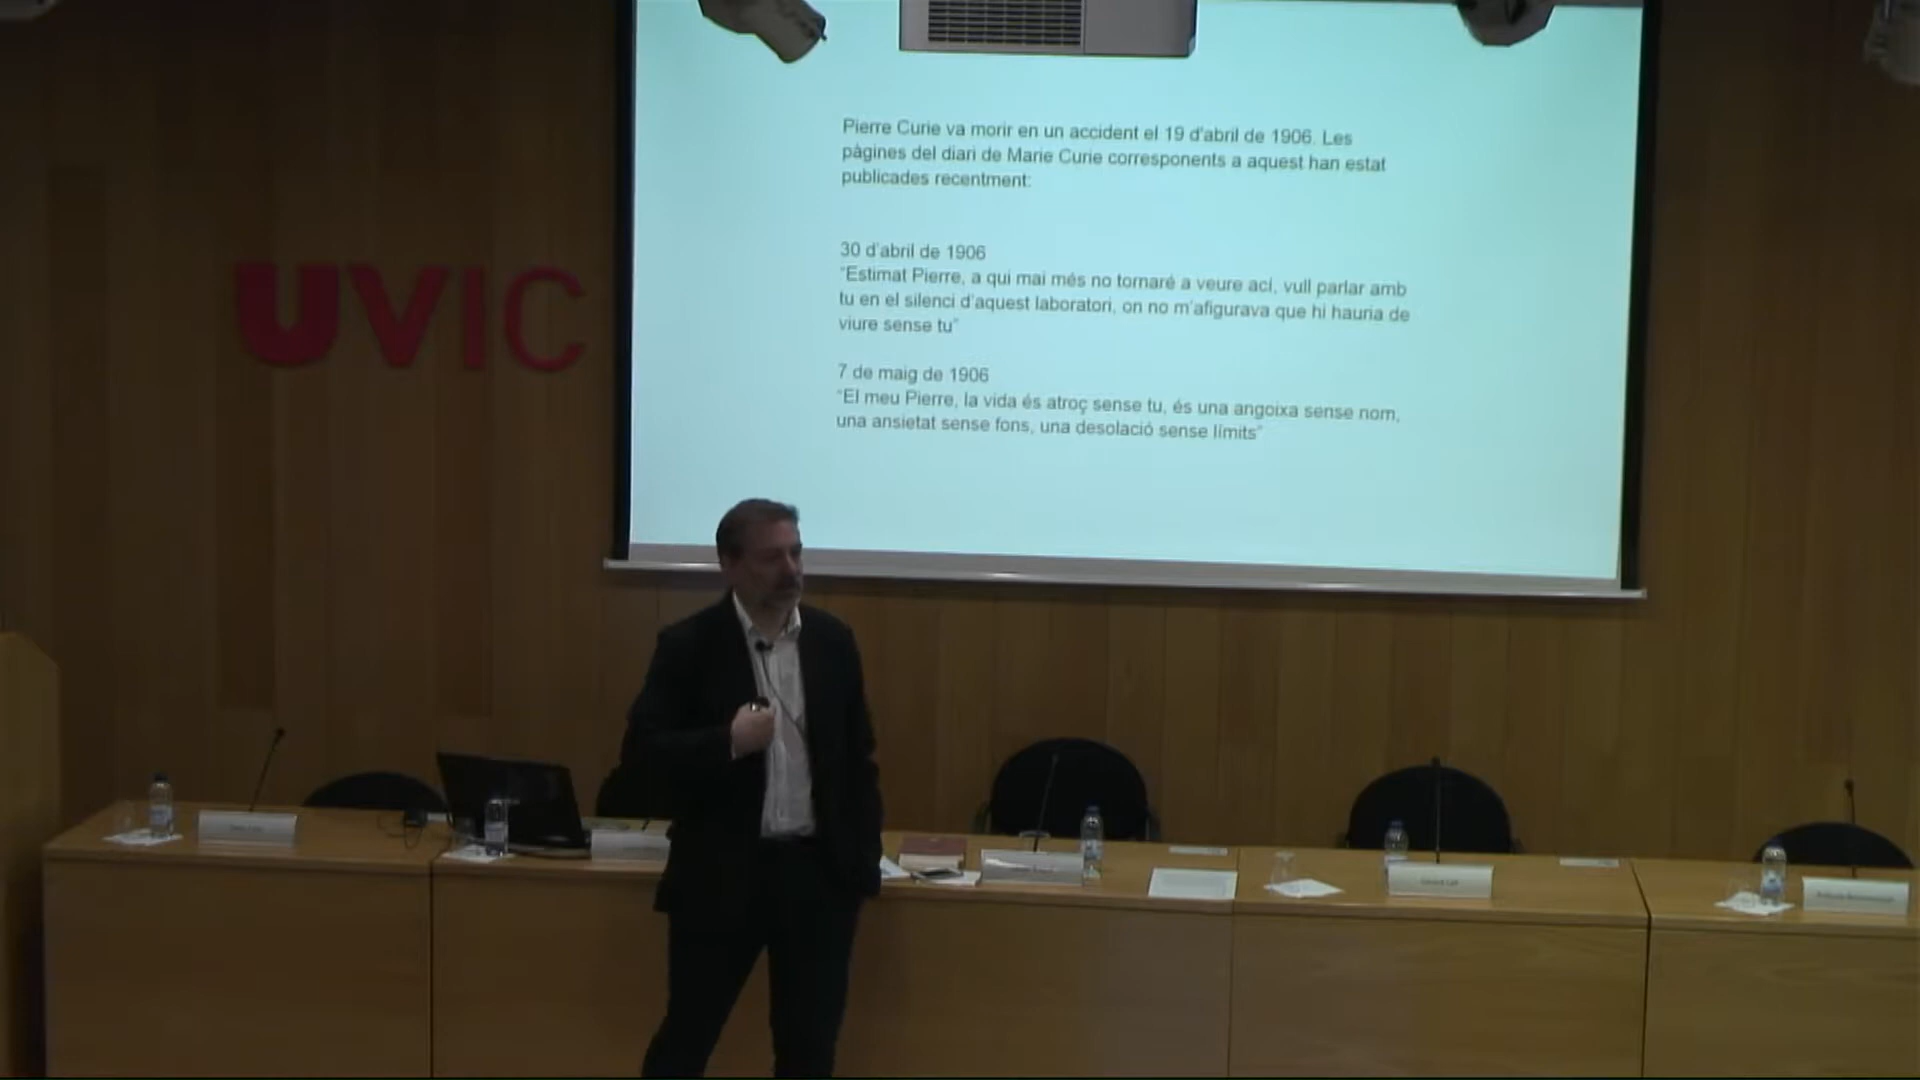 Pierre Curie va morir en un accident el 19 d'abril de 1906. Les
pàgines del diari de Marie Curie corresponents a aquest han estat
publicades recentment:
30 d'abril de 1906
“Estimat Pierre, a qui mai més no tornaré a veure ací, vull parlar amb
tu en el silenci d'aquest laboratori, on no m'afigurava que hi hauria de
viure sense tu”
7 de maig de 1906
“El meu Pierre, la vida és atroç sense tu, és una angoixa sense nom,
una ansietat sense fons, una desolació sense límits”
UVIC